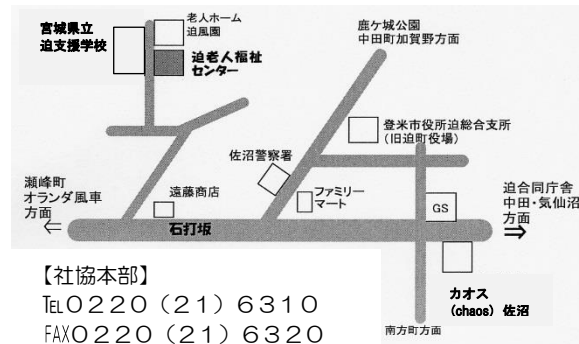 宮城県立
迫支援学校
老人ホーム
迫風園
迫老人福祉
センター
鹿ケ城公園
中田町加賀野方面
登米市役所迫総合支所
(旧迫町役場)
佐沼警察署
瀬峰町
オランダ風車
方面
⇐
遠藤商店
ファミリー
マート
GS
迫合同庁舎
中田・気仙沼
方面
⇒
石打坂
カオス
(chaos) 佐沼
南方町方面
【社協本部】
℡0220(21)6310
FAX0220(21)6320